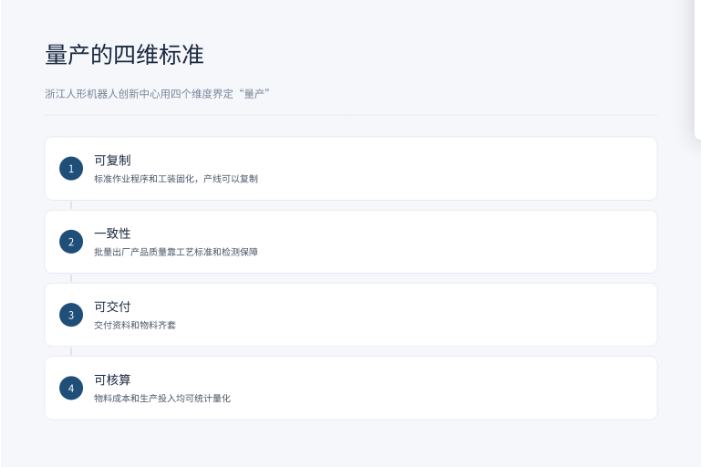 量产的四维标准
浙江人形机器人创新中心用四个维度界定“量产”
1
可复制
标准作业程序和工装固化，产线可以复制
2
一致性
批量出厂产品质量靠工艺标准和检测保障
3
可交付
交付资料和物料齐套
4
可核算
物料成本和生产投入均可统计量化